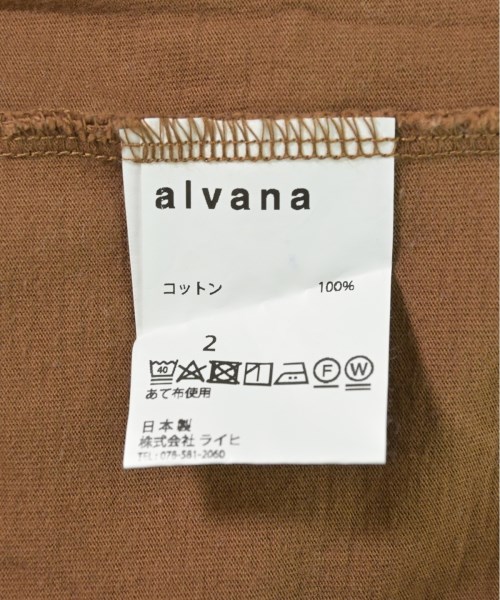 alvana
コットン 100%
2
40 F W
あて布使用
日本製
株式会社 ライヒ
TEL:078-581-2060